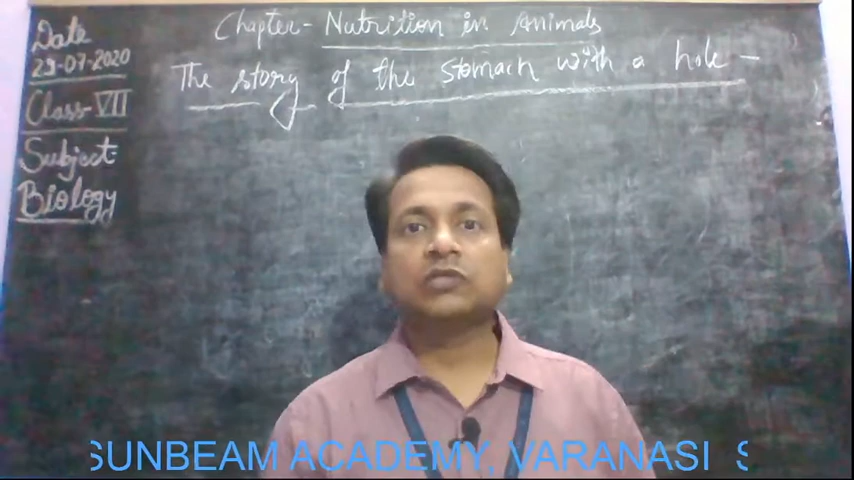 Date
29-07-2020
Class-VII
Subject-
Biology
Chapter- Nutrition in Animals
The story of the stomach with a hole -
SUNBEAM ACADEMY, VARANASI S